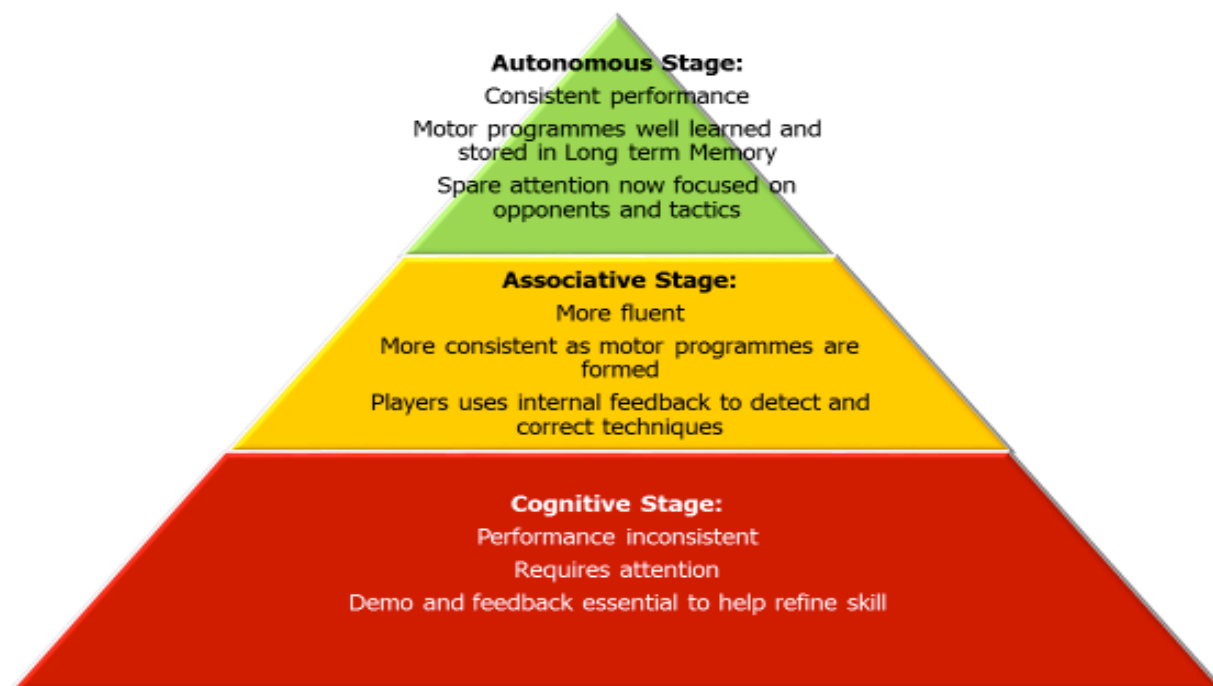 Autonomous Stage:
Consistent performance
Motor programmes well learned and
stored in Long term Memory
Spare attention now focused on
opponents and tactics
Associative Stage:
More fluent
More consistent as motor programmes are
formed
Players uses internal feedback to detect and
correct techniques
Cognitive Stage:
Performance inconsistent
Requires attention
Demo and feedback essential to help refine skill